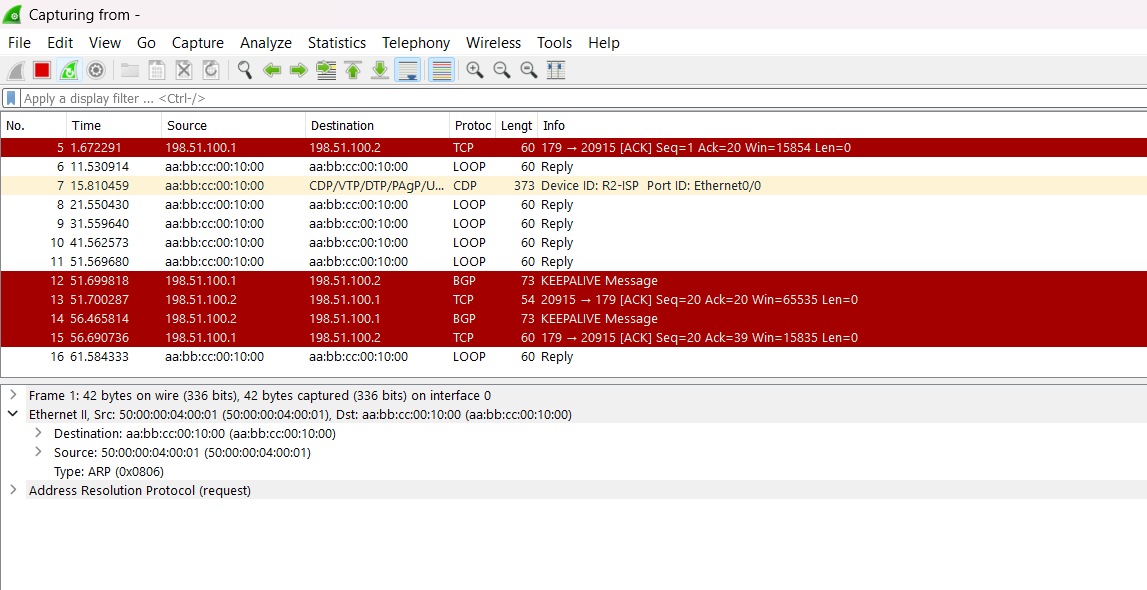 Capturing from -
File Edit View Go Capture Analyze Statistics Telephony Wireless Tools Help
Apply a display filter ... <Ctrl-/>
No. Time Source Destination Protoc Lengt Info
5 1.672291 198.51.100.1 198.51.100.2 TCP 60 179 → 20915 [ACK] Seq=1 Ack=20 Win=15854 Len=0
6 11.530914 aa:bb:cc:00:10:00 aa:bb:cc:00:10:00 LOOP 60 Reply
7 15.810459 aa:bb:cc:00:10:00 CDP/VTP/DTP/PAgP/U... CDP 373 Device ID: R2-ISP Port ID: Ethernet0/0
8 21.550430 aa:bb:cc:00:10:00 aa:bb:cc:00:10:00 LOOP 60 Reply
9 31.559640 aa:bb:cc:00:10:00 aa:bb:cc:00:10:00 LOOP 60 Reply
10 41.562573 aa:bb:cc:00:10:00 aa:bb:cc:00:10:00 LOOP 60 Reply
11 51.569680 aa:bb:cc:00:10:00 aa:bb:cc:00:10:00 LOOP 60 Reply
12 51.699818 198.51.100.1 198.51.100.2 BGP 73 KEEPALIVE Message
13 51.700287 198.51.100.2 198.51.100.1 TCP 54 20915 → 179 [ACK] Seq=20 Ack=20 Win=65535 Len=0
14 56.465814 198.51.100.2 198.51.100.1 BGP 73 KEEPALIVE Message
15 56.690736 198.51.100.1 198.51.100.2 TCP 60 179 → 20915 [ACK] Seq=20 Ack=39 Win=15835 Len=0
16 61.584333 aa:bb:cc:00:10:00 aa:bb:cc:00:10:00 LOOP 60 Reply
Frame 1: 42 bytes on wire (336 bits), 42 bytes captured (336 bits) on interface 0
Ethernet II, Src: 50:00:00:04:00:01 (50:00:00:04:00:01), Dst: aa:bb:cc:00:10:00 (aa:bb:cc:00:10:00)
Destination: aa:bb:cc:00:10:00 (aa:bb:cc:00:10:00)
Source: 50:00:00:04:00:01 (50:00:00:04:00:01)
Type: ARP (0x0806)
Address Resolution Protocol (request)